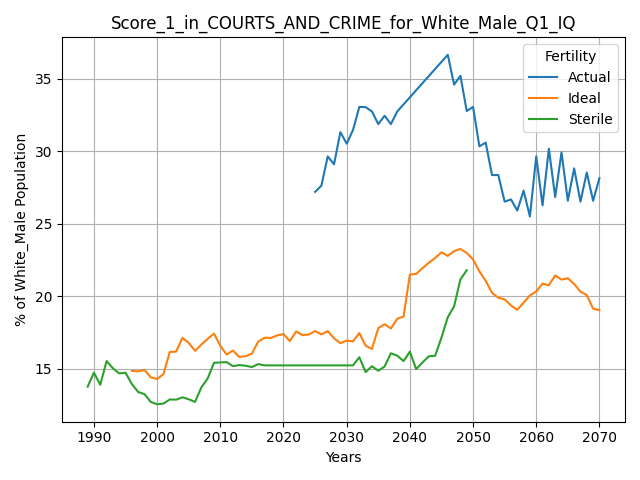 Score_1_in_COURTS_AND_CRIME_for_White_Male_Q1_IQ
Fertility
Actual
Ideal
Sterile
% of White_Male Population
35
30
25
20
15
1990 2000 2010 2020 2030 2040 2050 2060 2070
Years